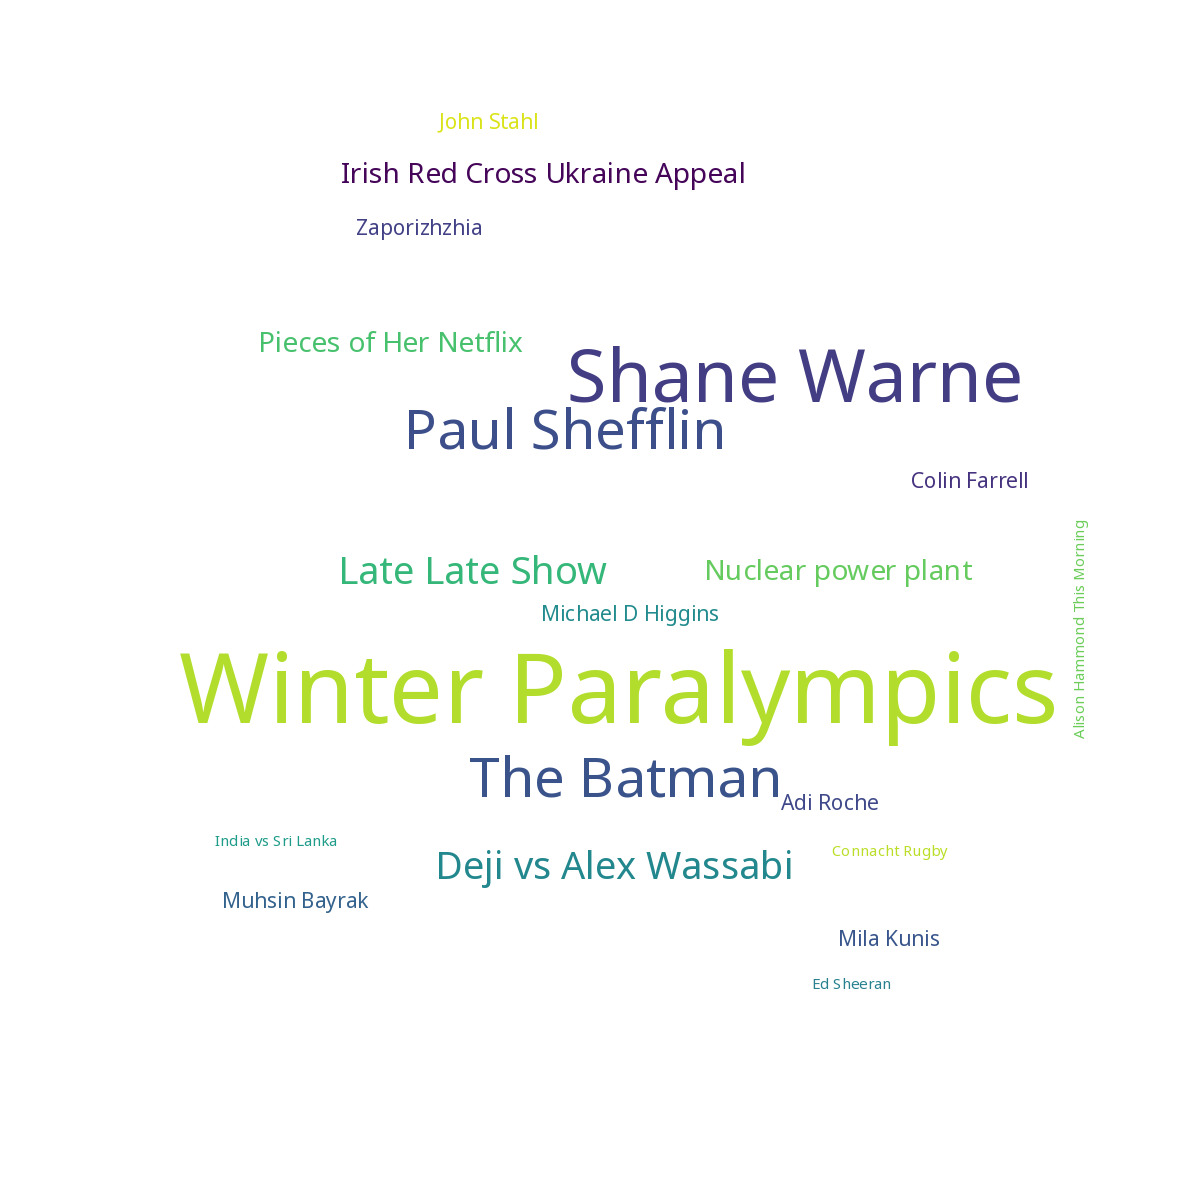 John Stahl
Irish Red Cross Ukraine Appeal
Zaporizhzhia
Pieces of Her Netflix
Shane Warne
Paul Shefflin
Colin Farrell
Late Late Show
Nuclear power plant
Alison Hammond This Morning
Michael D Higgins
Winter Paralympics
The Batman
Adi Roche
India vs Sri Lanka
Deji vs Alex Wassabi
Connacht Rugby
Muhsin Bayrak
Mila Kunis
Ed Sheeran